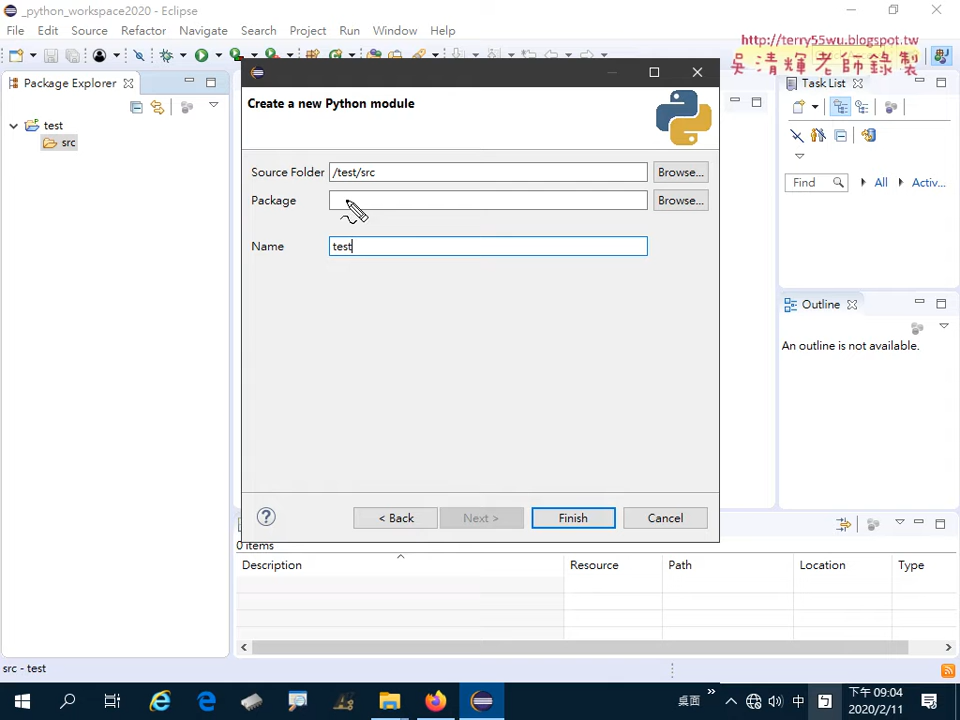 _python_workspace2020 - Eclipse
File Edit Source Refactor Navigate Search Project Run Window Help
http://terry55wu.blogspot.tw
吳清輝老師錄製
Package Explorer
test
src
Create a new Python module
Source Folder /test/src Browse...
Package Browse...
Name test
? < Back Next > Finish Cancel
Task List
Find All Activ...
Outline
An outline is not available.
0 items
Description Resource Path Location Type
src - test
桌面 » 中 下午 09:04
2020/2/11